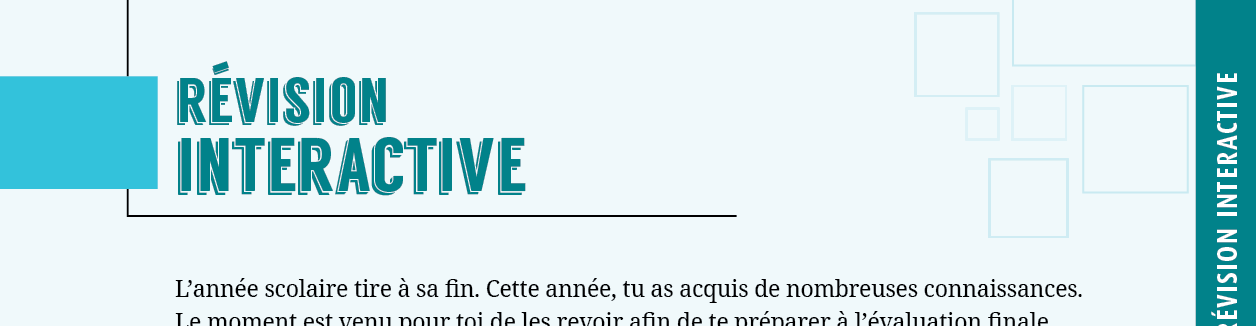 RÉVISION
INTERACTIVE
L’année scolaire tire à sa fin. Cette année, tu as acquis de nombreuses connaissances.
Le moment est venu pour toi de les revoir afin de te préparer à l’évaluation finale
RÉVISION INTERACTIVE